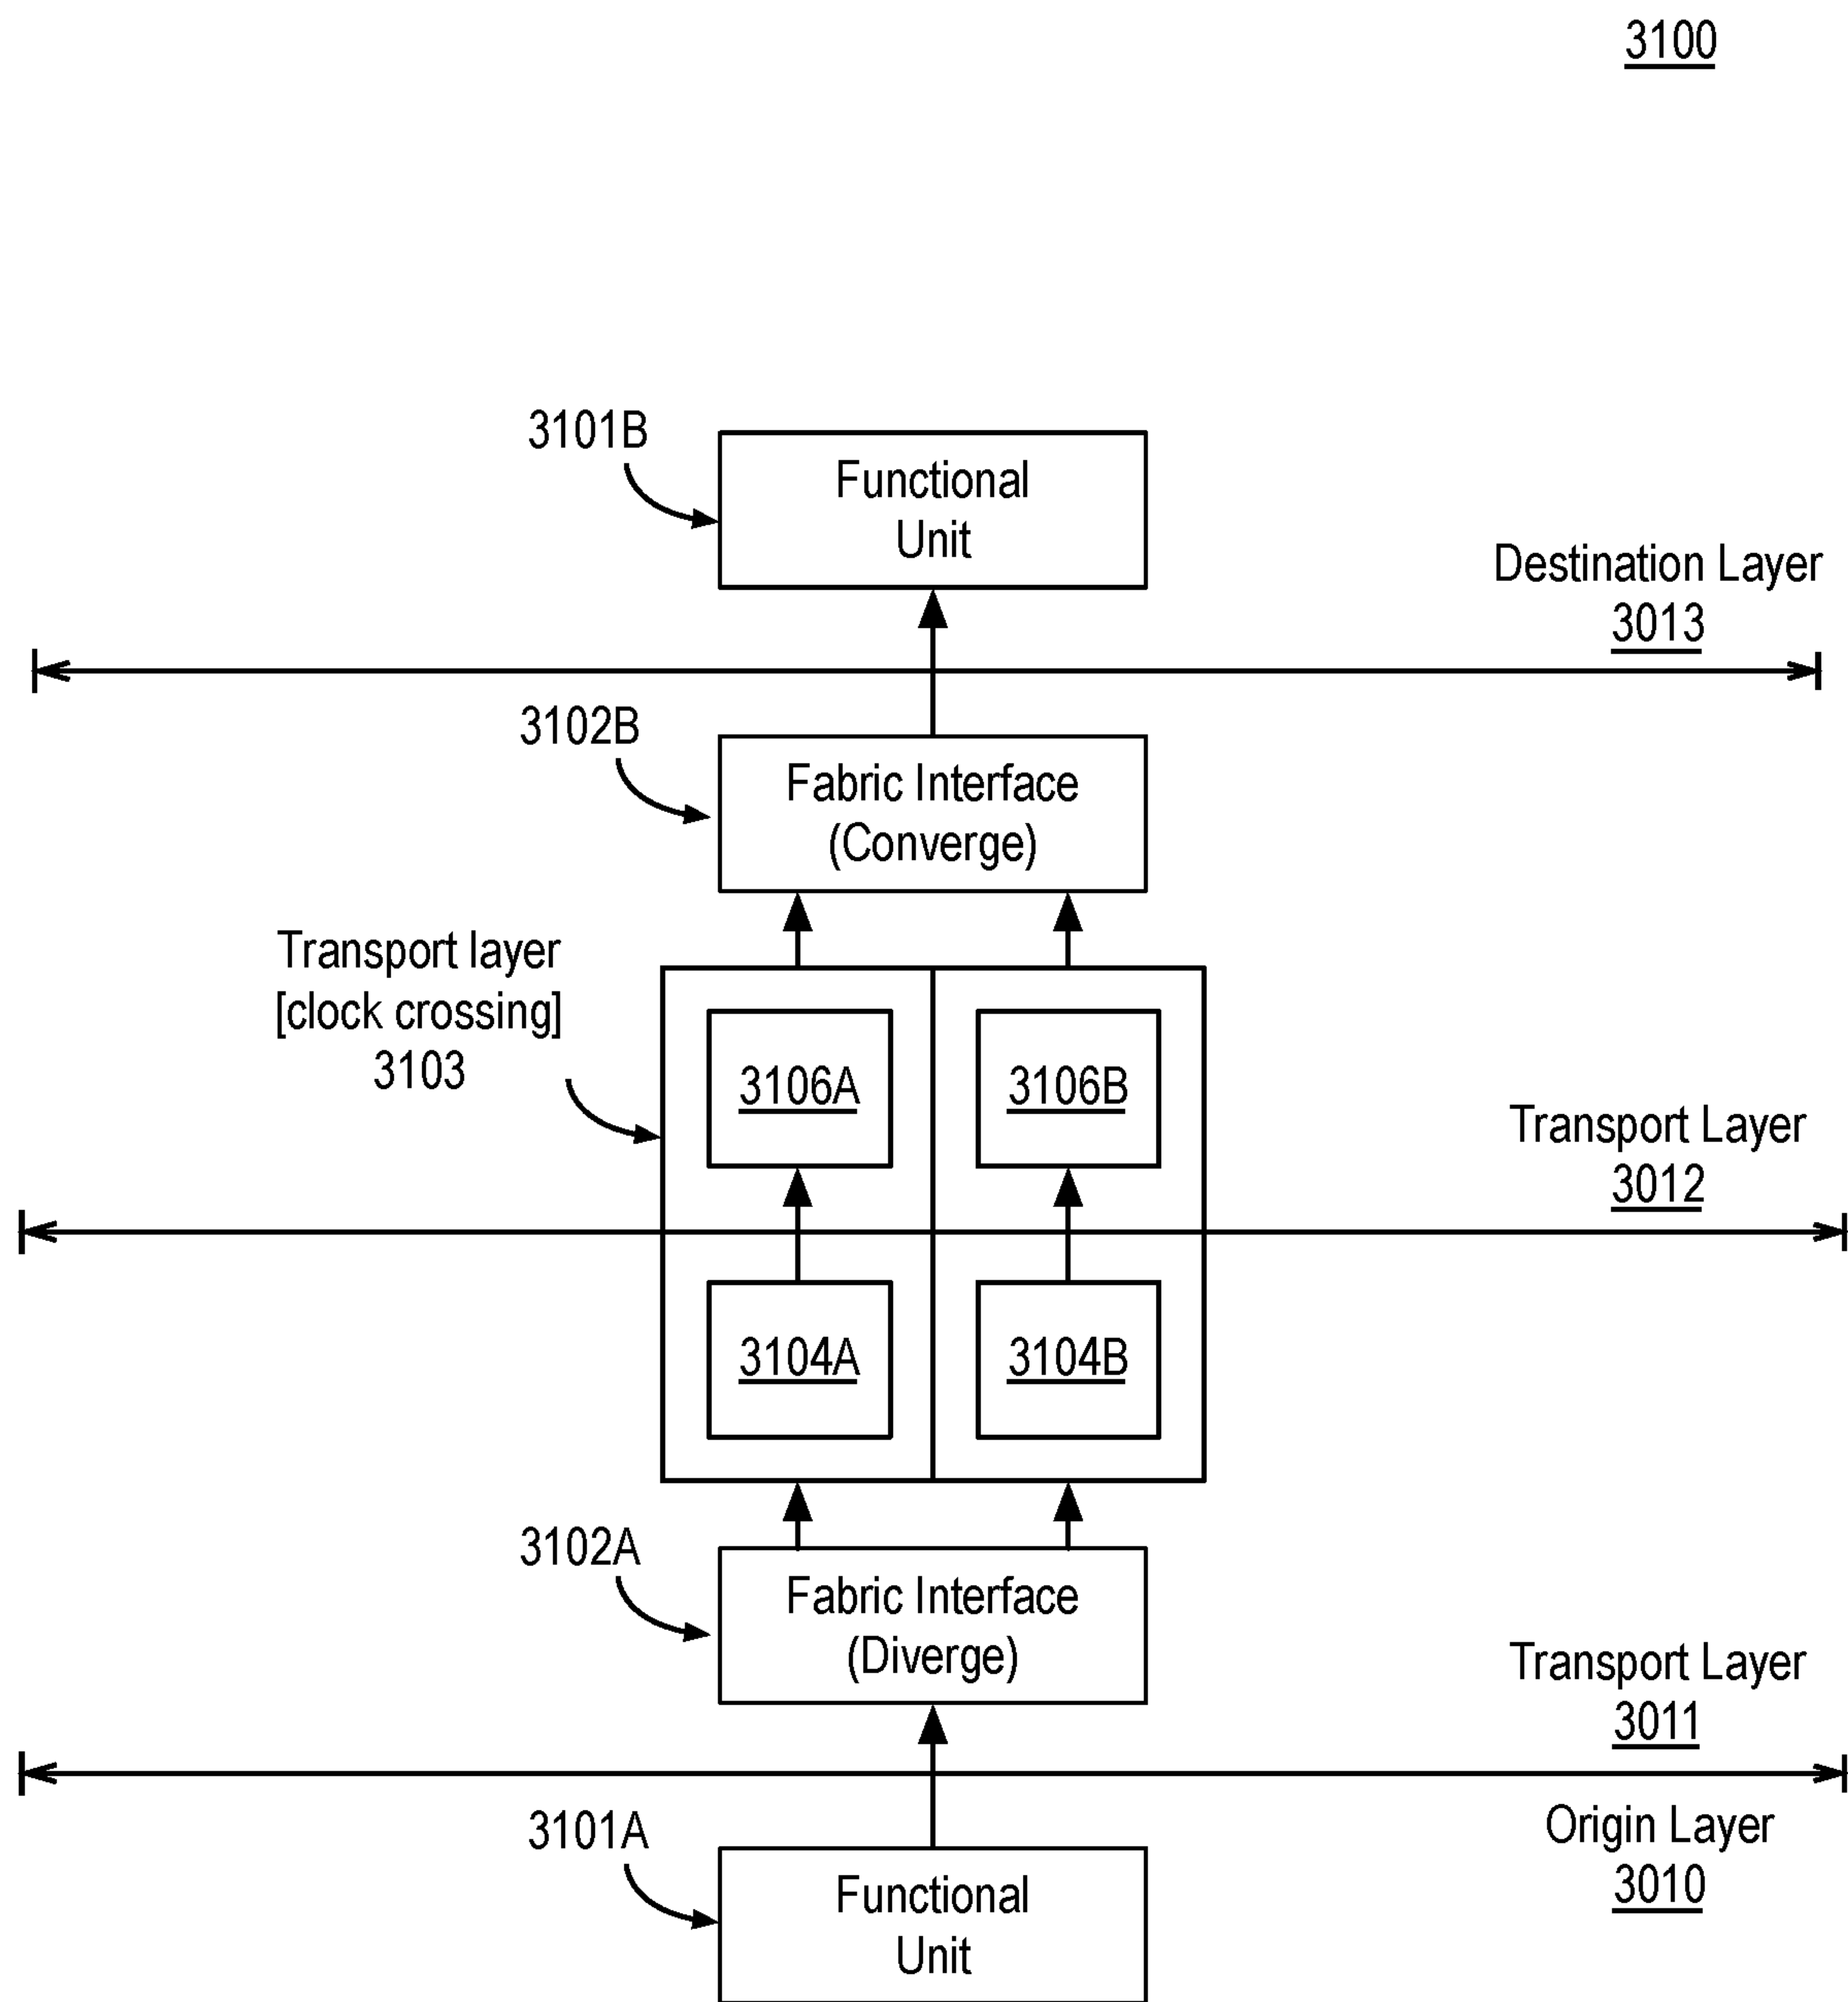 3100
3101B
Functional
Unit
Destination Layer
3013
3102B
Fabric Interface
(Converge)
Transport layer
[clock crossing]
3103
3106A
3106B
Transport Layer
3012
3104A
3104B
3102A
Fabric Interface
(Diverge)
Transport Layer
3011
3101A
Origin Layer
3010
Functional
Unit